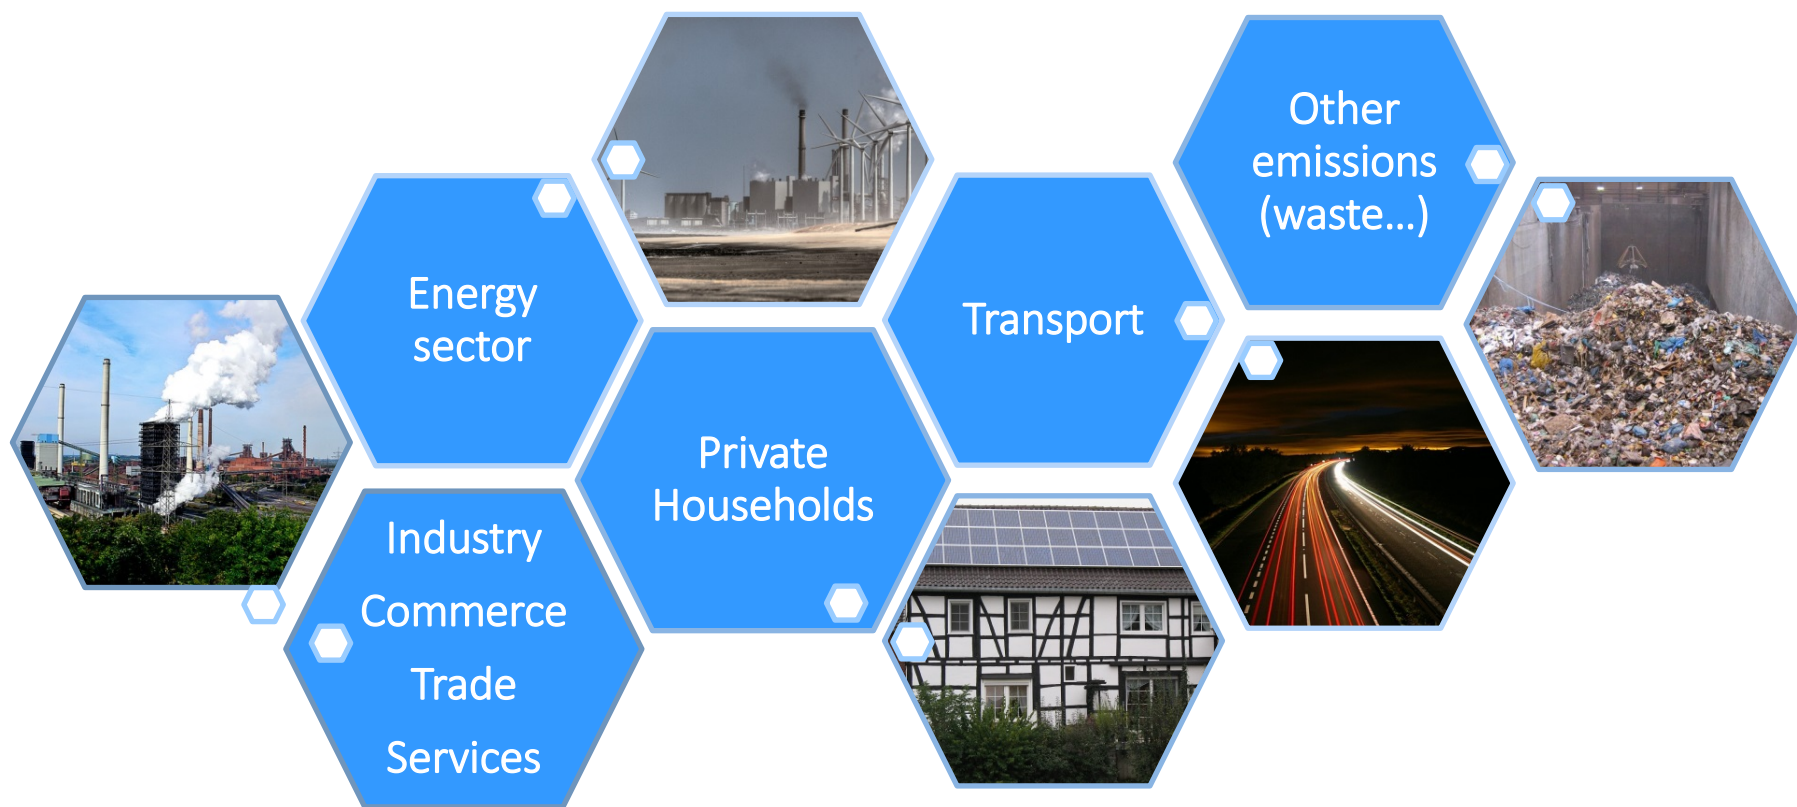 Energy
sector
Industry
Commerce
Trade
Services
Private
Households
Transport
Other
emissions
(waste...)